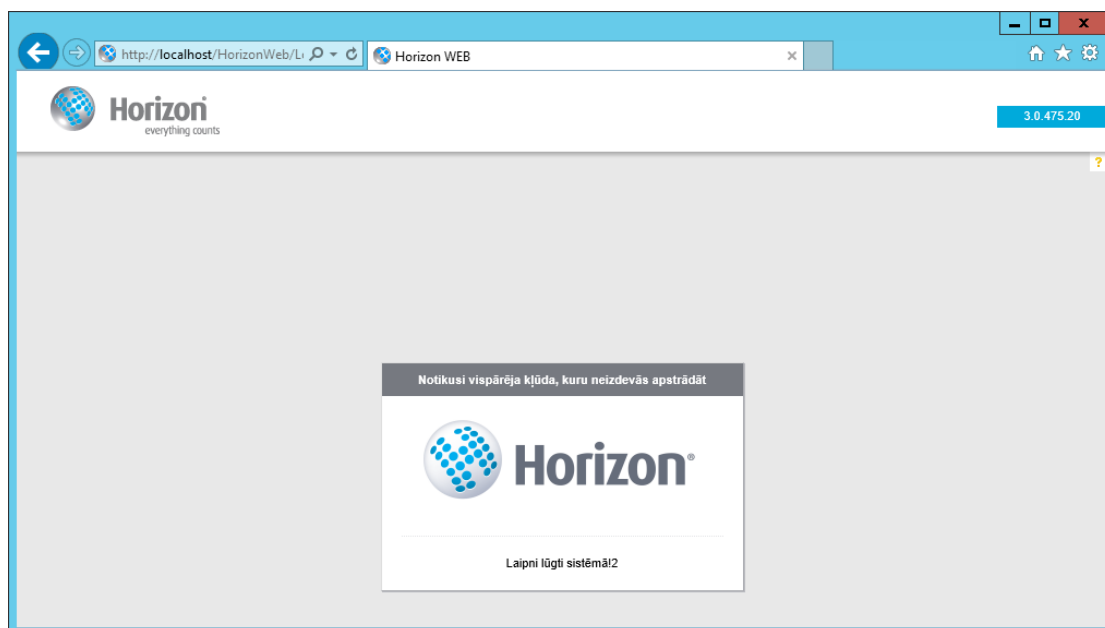 http://localhost/HorizonWeb/L
Horizon WEB
Horizon
everything counts
3.0.475.20
?
Notikusi vispārēja kļūda, kuru neizdevās apstrādāt
Horizon®
Laipni lūgti sistēmā!2